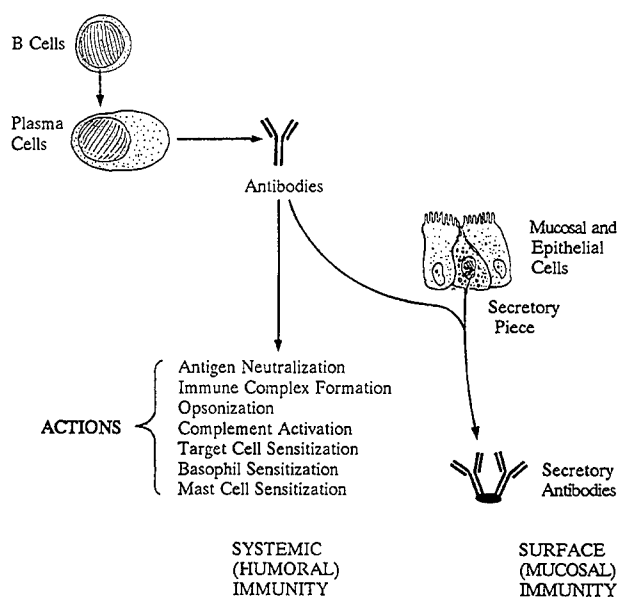 B Cells
Plasma
Cells
Antibodies
Mucosal and
Epithelial
Cells
Secretory
Piece
ACTIONS
Antigen Neutralization
Immune Complex Formation
Opsonization
Complement Activation
Target Cell Sensitization
Basophil Sensitization
Mast Cell Sensitization
Secretory
Antibodies
SYSTEMIC
(HUMORAL)
IMMUNITY
SURFACE
(MUCOSAL)
IMMUNITY